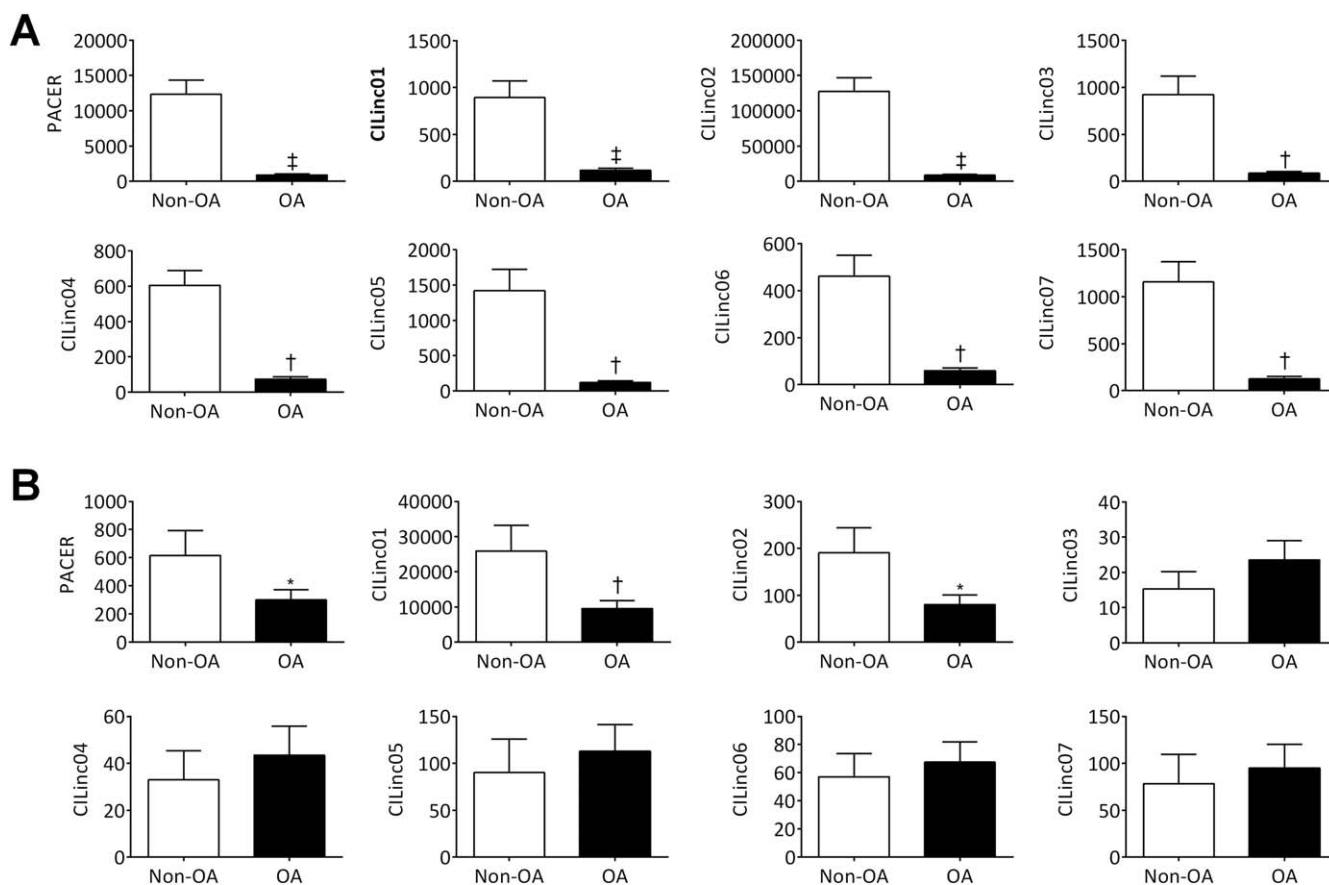 A
PACER
20000
15000
10000
5000
0
‡
Non-OA OA
CILinc01
1500
1000
500
0
‡
Non-OA OA
CILinc02
200000
150000
100000
50000
0
‡
Non-OA OA
CILinc03
1500
1000
500
0
†
Non-OA OA
CILinc04
800
600
400
200
0
†
Non-OA OA
CILinc05
2000
1500
1000
500
0
†
Non-OA OA
CILinc06
600
400
200
0
†
Non-OA OA
CILinc07
1500
1000
500
0
†
Non-OA OA
B
PACER
1000
800
600
400
200
0
*
Non-OA OA
CILinc01
40000
30000
20000
10000
0
†
Non-OA OA
CILinc02
300
200
100
0
*
Non-OA OA
CILinc03
40
30
20
10
0
Non-OA OA
CILinc04
60
40
20
0
Non-OA OA
CILinc05
150
100
50
0
Non-OA OA
CILinc06
100
80
60
40
20
0
Non-OA OA
CILinc07
150
100
50
0
Non-OA OA